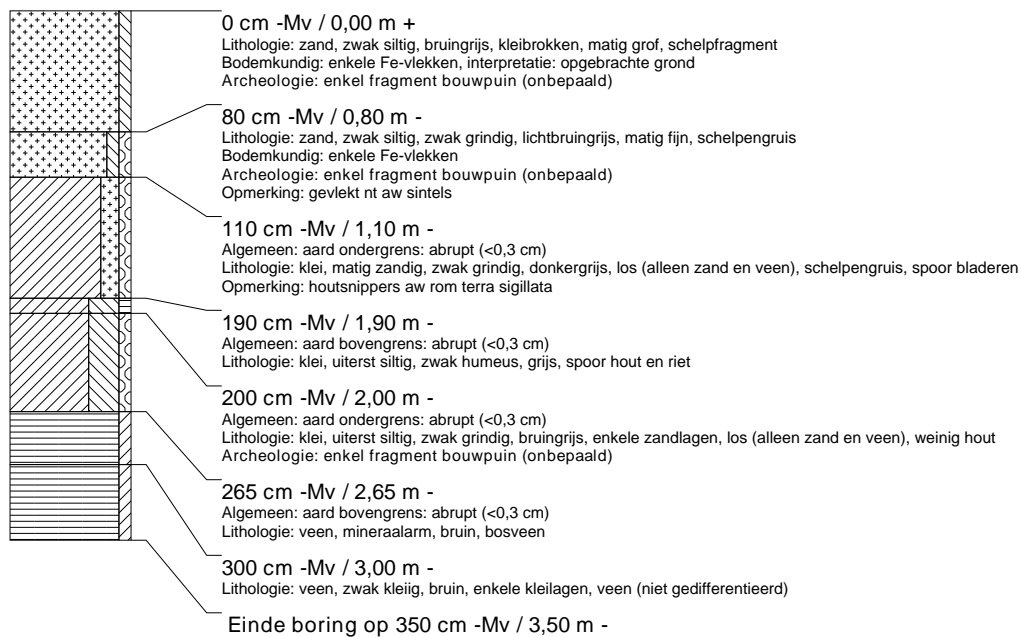 0 cm -Mv / 0,00 m +
Lithologie: zand, zwak siltig, bruingrijs, kleibrokken, matig grof, schelpfragment
Bodemkundig: enkele Fe-vlekken, interpretatie: opgebrachte grond
Archeologie: enkel fragment bouwpuin (onbepaald)
80 cm -Mv / 0,80 m -
Lithologie: zand, zwak siltig, zwak grindig, lichtbruingrijs, matig fijn, schelpengruis
Bodemkundig: enkele Fe-vlekken
Archeologie: enkel fragment bouwpuin (onbepaald)
Opmerking: gevlekt nt aw sintels
110 cm -Mv / 1,10 m -
Algemeen: aard ondergrens: abrupt (<0,3 cm)
Lithologie: klei, matig zandig, zwak grindig, donkergrijs, los (alleen zand en veen), schelpengruis, spoor bladeren
Opmerking: houtsnippers aw rom terra sigillata
190 cm -Mv / 1,90 m -
Algemeen: aard bovengrens: abrupt (<0,3 cm)
Lithologie: klei, uiterst siltig, zwak humeus, grijs, spoor hout en riet
200 cm -Mv / 2,00 m -
Algemeen: aard ondergrens: abrupt (<0,3 cm)
Lithologie: klei, uiterst siltig, zwak grindig, bruingrijs, enkele zandlagen, los (alleen zand en veen), weinig hout
Archeologie: enkel fragment bouwpuin (onbepaald)
265 cm -Mv / 2,65 m -
Algemeen: aard bovengrens: abrupt (<0,3 cm)
Lithologie: veen, mineraalarm, bruin, bosveen
300 cm -Mv / 3,00 m -
Lithologie: veen, zwak kleiig, bruin, enkele kleilagen, veen (niet gedifferentieerd)
Einde boring op 350 cm -Mv / 3,50 m -